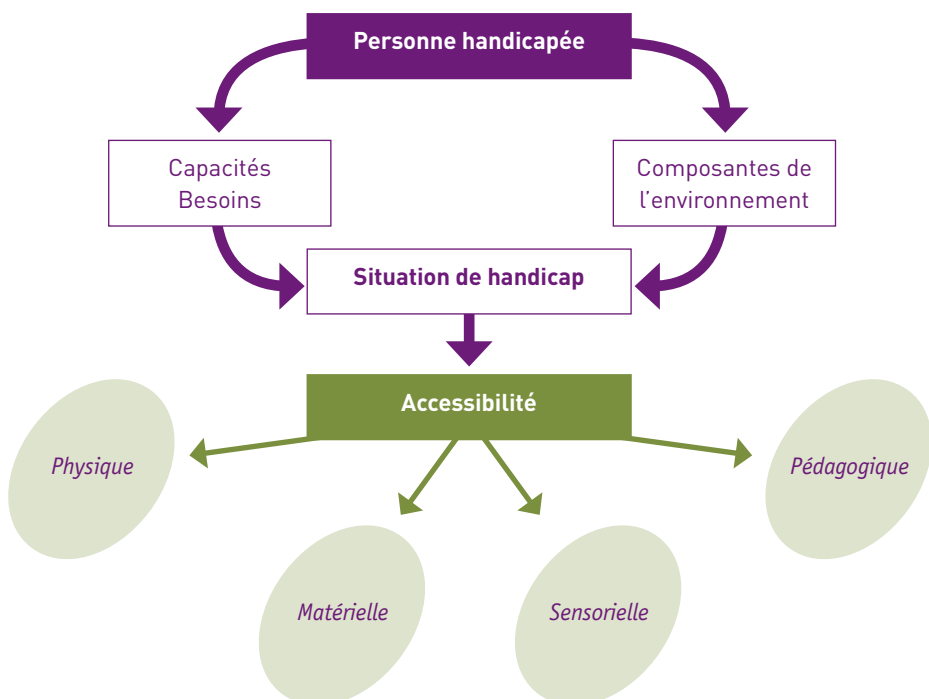 Personne handicapée
Capacités
Besoins
Composantes de
l'environnement
Situation de handicap
Accessibilité
Physique
Pédagogique
Matérielle
Sensorielle